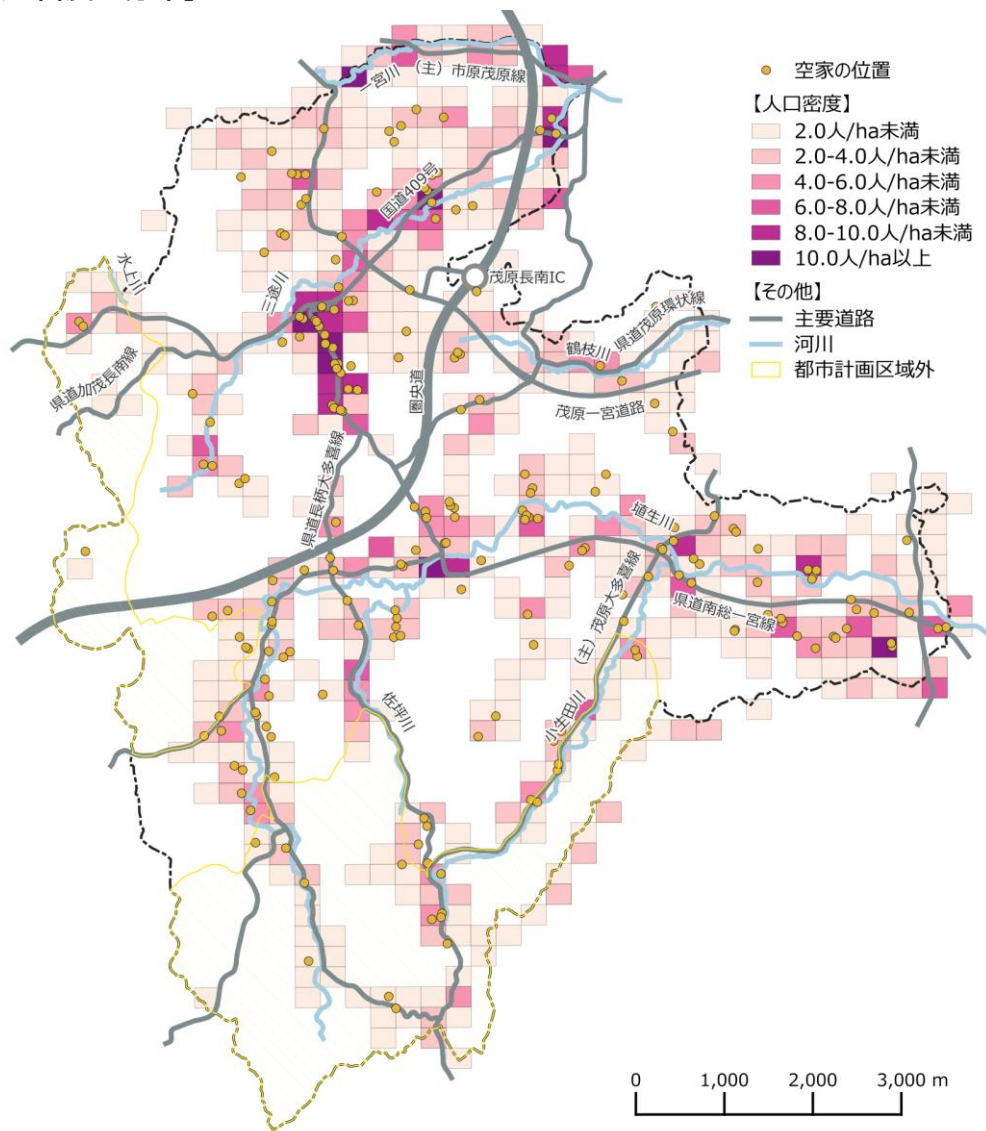 空家の位置
【人口密度】
2.0人/ha未満
2.0-4.0人/ha未満
4.0-6.0人/ha未満
6.0-8.0人/ha未満
8.0-10.0人/ha未満
10.0人/ha以上
【その他】
主要道路
河川
都市計画区域外
一宮川
（主）市原茂原線
国道409号
水上川
三途川
茂原長南IC
県道加茂長南線
鶴枝川
県道茂原環状線
圏央道
茂原一宮道路
県道長柄大多喜線
埴生川
（主）茂原大多喜線
県道南総一宮線
佐坪川
小生田川
0 1,000 2,000 3,000 m